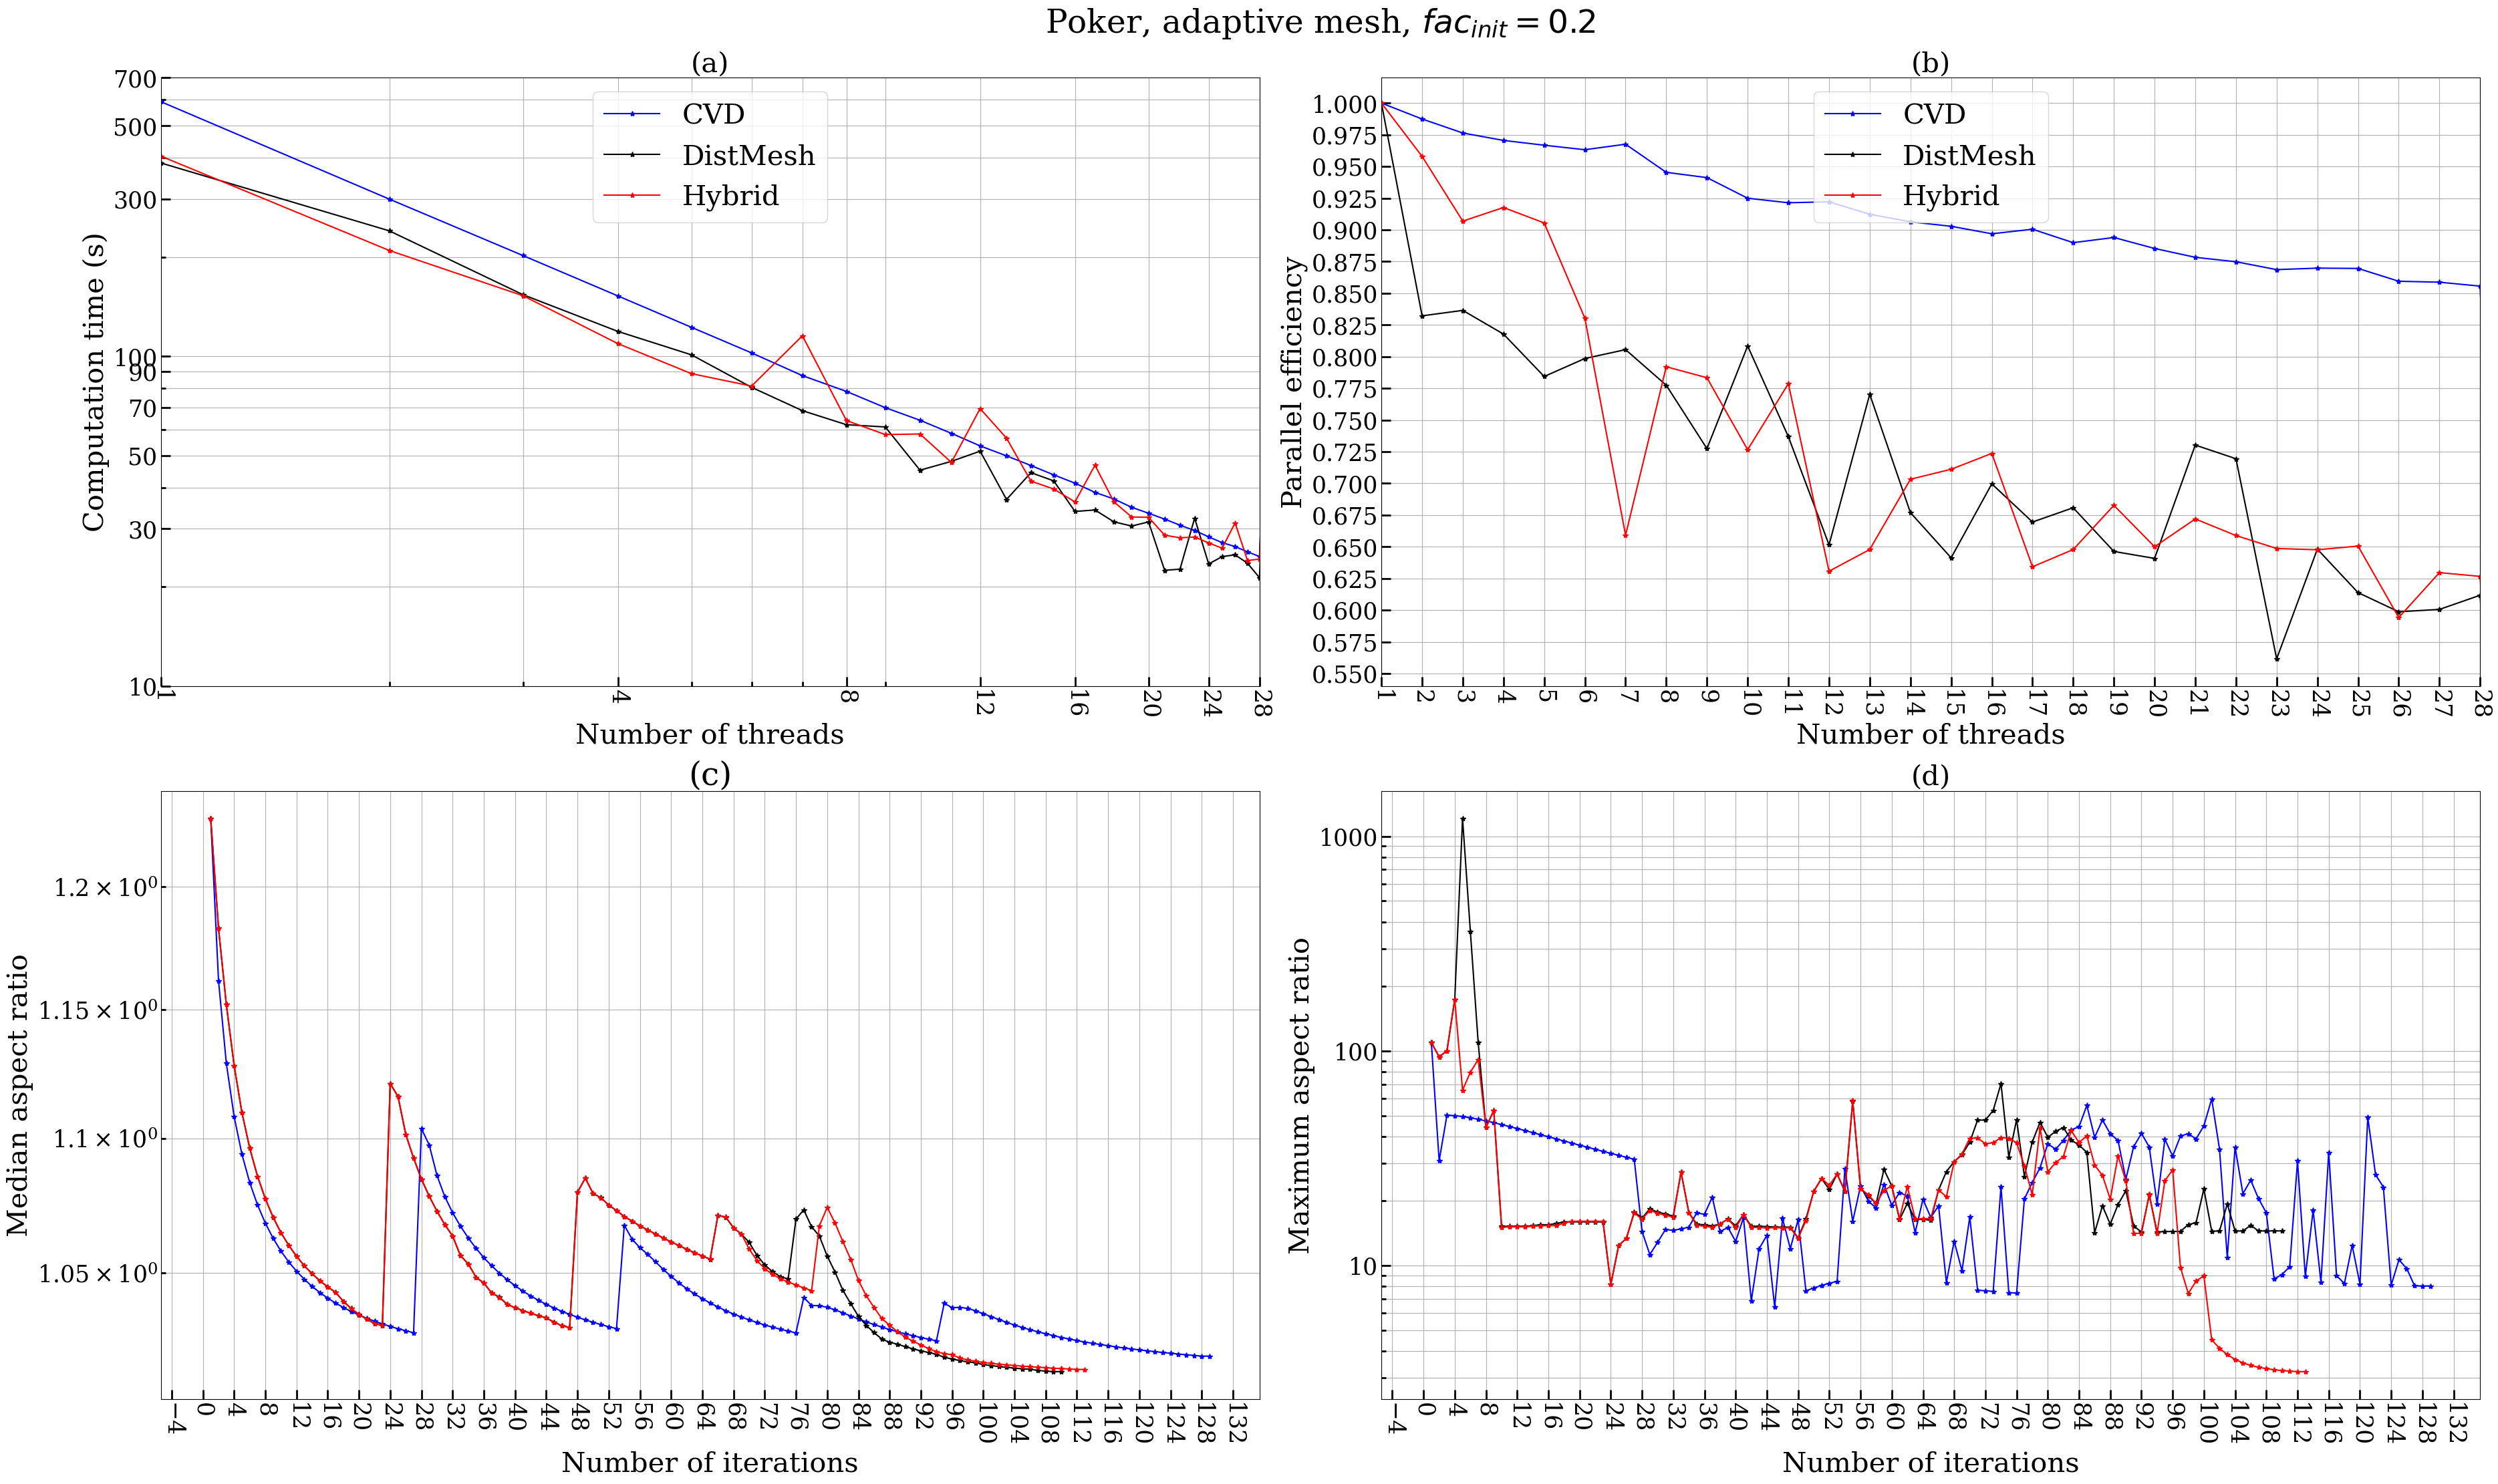 Poker, adaptive mesh, fac_init = 0.2
(a)
700
500
300
100
90
70
50
30
10
Computation time (s)
CVD
DistMesh
Hybrid
1 4 8 12 16 20 24 28
Number of threads
(b)
1.000
0.975
0.950
0.925
0.900
0.875
0.850
0.825
0.800
0.775
0.750
0.725
0.700
0.675
0.650
0.625
0.600
0.575
0.550
Parallel efficiency
CVD
DistMesh
Hybrid
1 2 3 4 5 6 7 8 9 10 11 12 13 14 15 16 17 18 19 20 21 22 23 24 25 26 27 28
Number of threads
(c)
1.2 × 10⁰
1.15 × 10⁰
1.1 × 10⁰
1.05 × 10⁰
Median aspect ratio
−4 0 4 8 12 16 20 24 28 32 36 40 44 48 52 56 60 64 68 72 76 80 84 88 92 96 100 104 108 112 116 120 124 128 132
Number of iterations
(d)
1000
100
10
Maximum aspect ratio
−4 0 4 8 12 16 20 24 28 32 36 40 44 48 52 56 60 64 68 72 76 80 84 88 92 96 100 104 108 112 116 120 124 128 132
Number of iterations